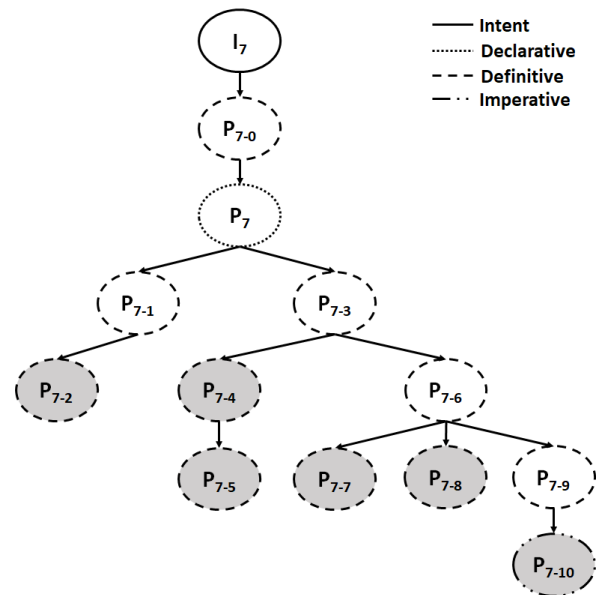 I7
Intent
Declarative
Definitive
Imperative
P7-0
P7
P7-1
P7-3
P7-2
P7-4
P7-6
P7-5
P7-7
P7-8
P7-9
P7-10